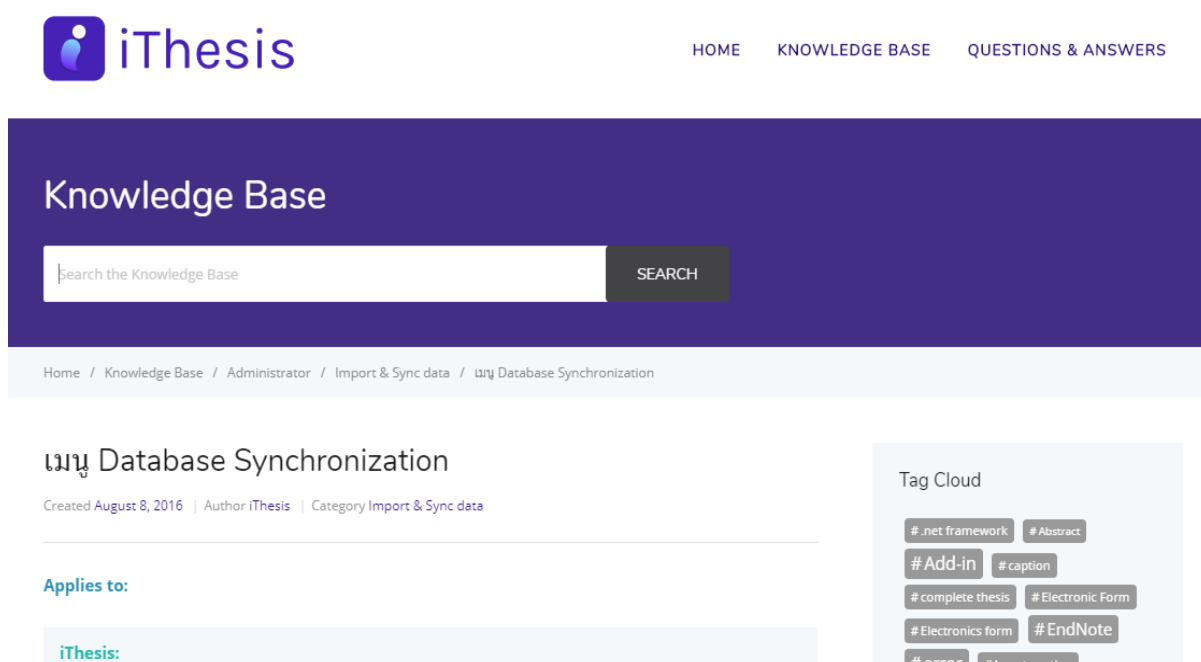 iThesis
HOME KNOWLEDGE BASE QUESTIONS & ANSWERS
Knowledge Base
Search the Knowledge Base
SEARCH
Home / Knowledge Base / Administrator / Import & Sync data / เมนู Database Synchronization
เมนู Database Synchronization
Created August 8, 2016 | Author iThesis | Category Import & Sync data
Applies to:
iThesis:
Tag Cloud
#.net framework #Abstract
#Add-in #caption
#complete thesis #Electronic Form
#Electronics form #EndNote
#error